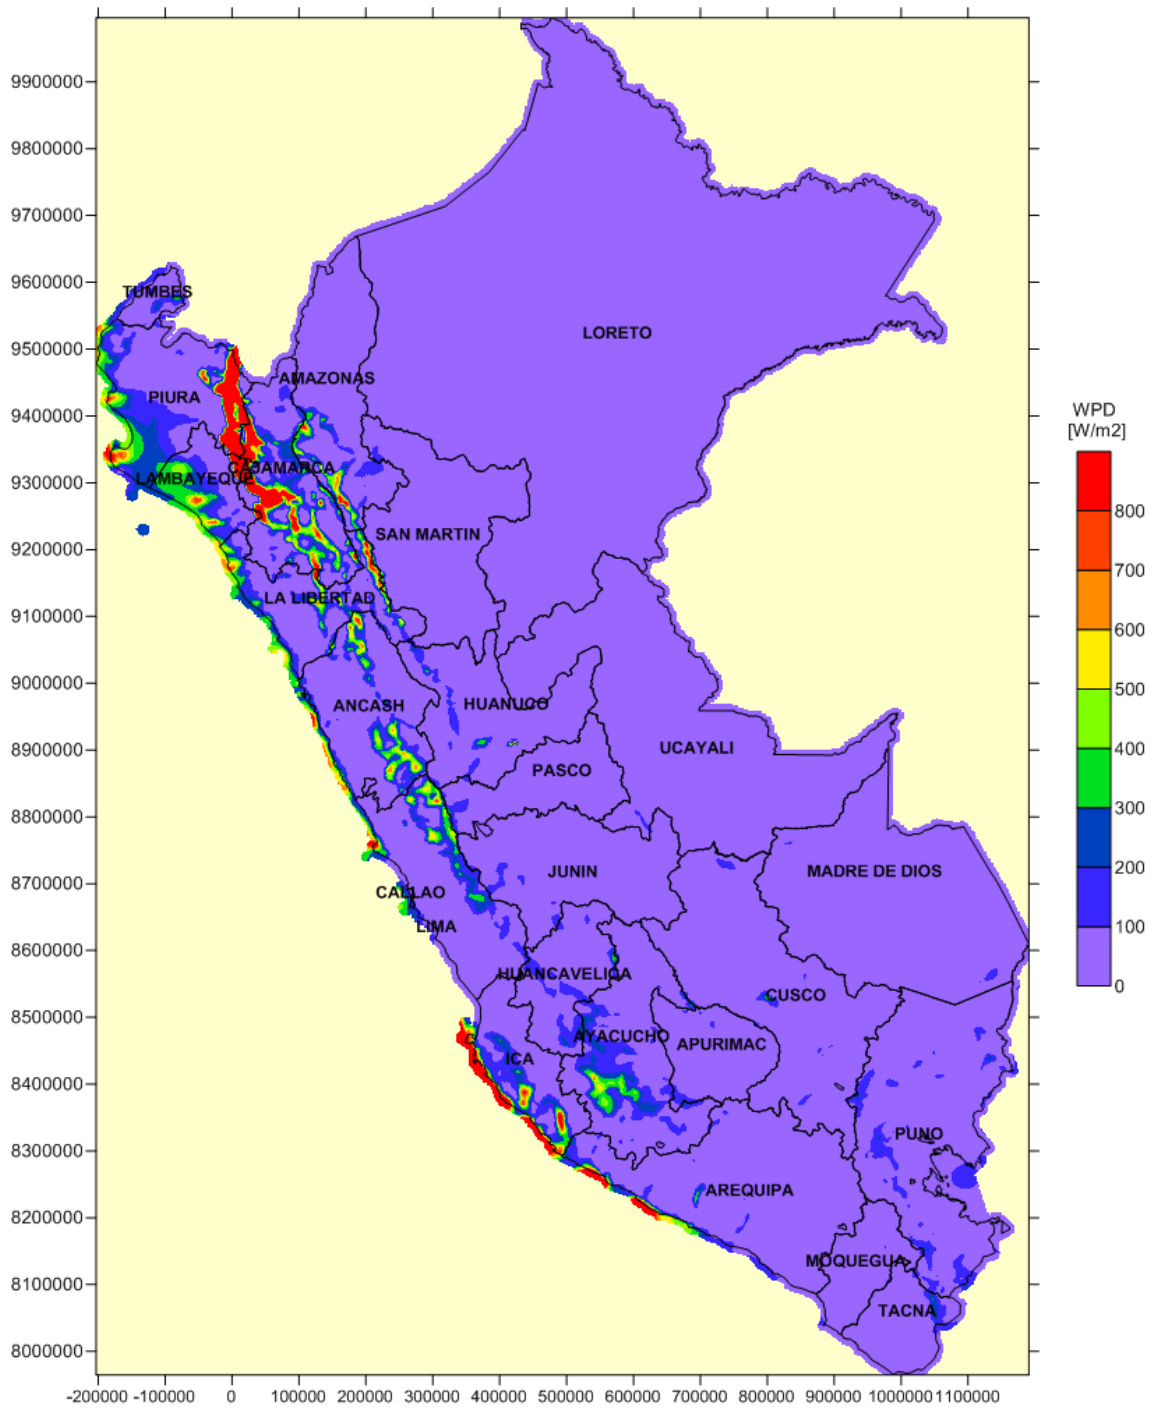 9900000
9800000
9700000
9600000
9500000
9400000
9300000
9200000
9100000
9000000
8900000
8800000
8700000
8600000
8500000
8400000
8300000
8200000
8100000
8000000
TUMBES
LORETO
AMAZONAS
PIURA
CAJAMARCA
LAMBAYEQUE
SAN MARTIN
LA LIBERTAD
ANCASH
HUANUCO
UCAYALI
PASCO
JUNIN
MADRE DE DIOS
CALLAO
LIMA
HUANCAVELICA
CUSCO
AYACUCHO
APURIMAC
ICA
PUNO
AREQUIPA
MOQUEGUA
TACNA
-200000 -100000 0 100000 200000 300000 400000 500000 600000 700000 800000 900000 1000000 1100000
WPD
[W/m2]
800
700
600
500
400
300
200
100
0